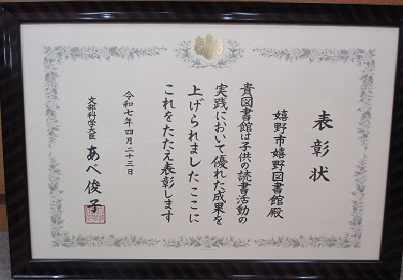 表彰状
嬉野市嬉野図書館殿
貴図書館は子供の読書活動の
実践において優れた成果を
上げられましたここに
これをたたえ表彰します
令和七年四月二十三日
文部科学大臣 あべ俊子